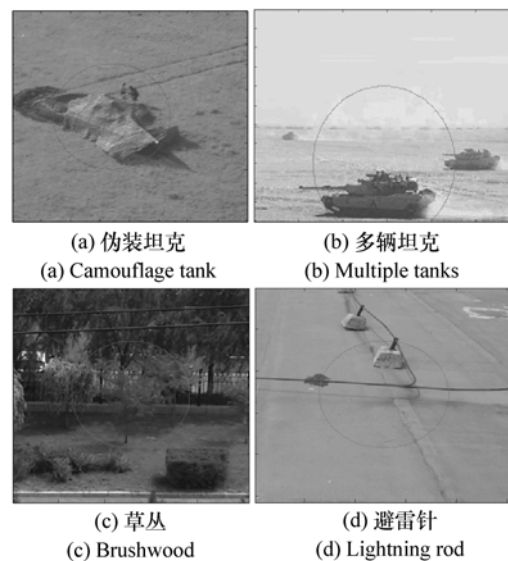 (a) 伪装坦克
(a) Camouflage tank
(b) 多辆坦克
(b) Multiple tanks
(c) 草丛
(c) Brushwood
(d) 避雷针
(d) Lightning rod